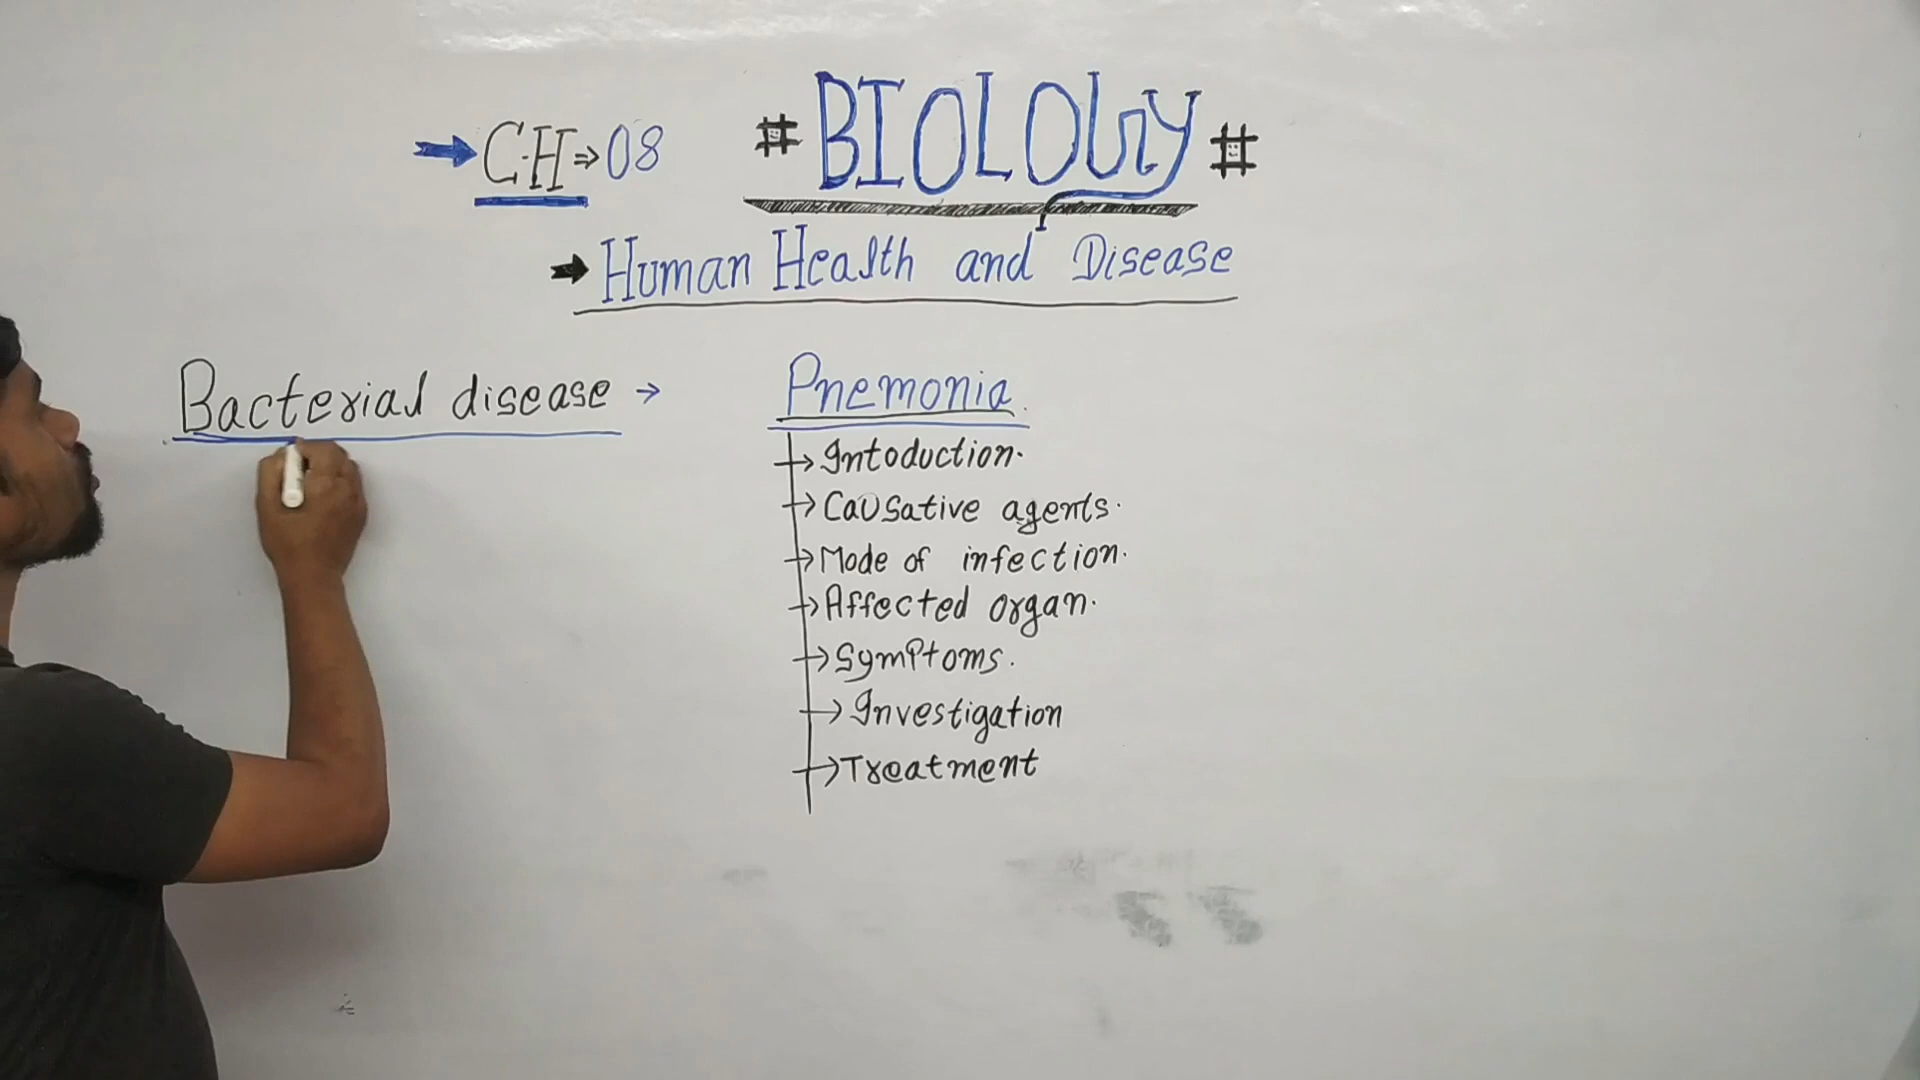 → C.H ⇒ 08
# BIOLOGY #
→ Human Health and Disease
Bacterial disease → Pnemonia.
→ Intoduction.
→ Causative agents.
→ Mode of infection.
→ Affected organ.
→ Symptoms.
→ Investigation
→ Treatment